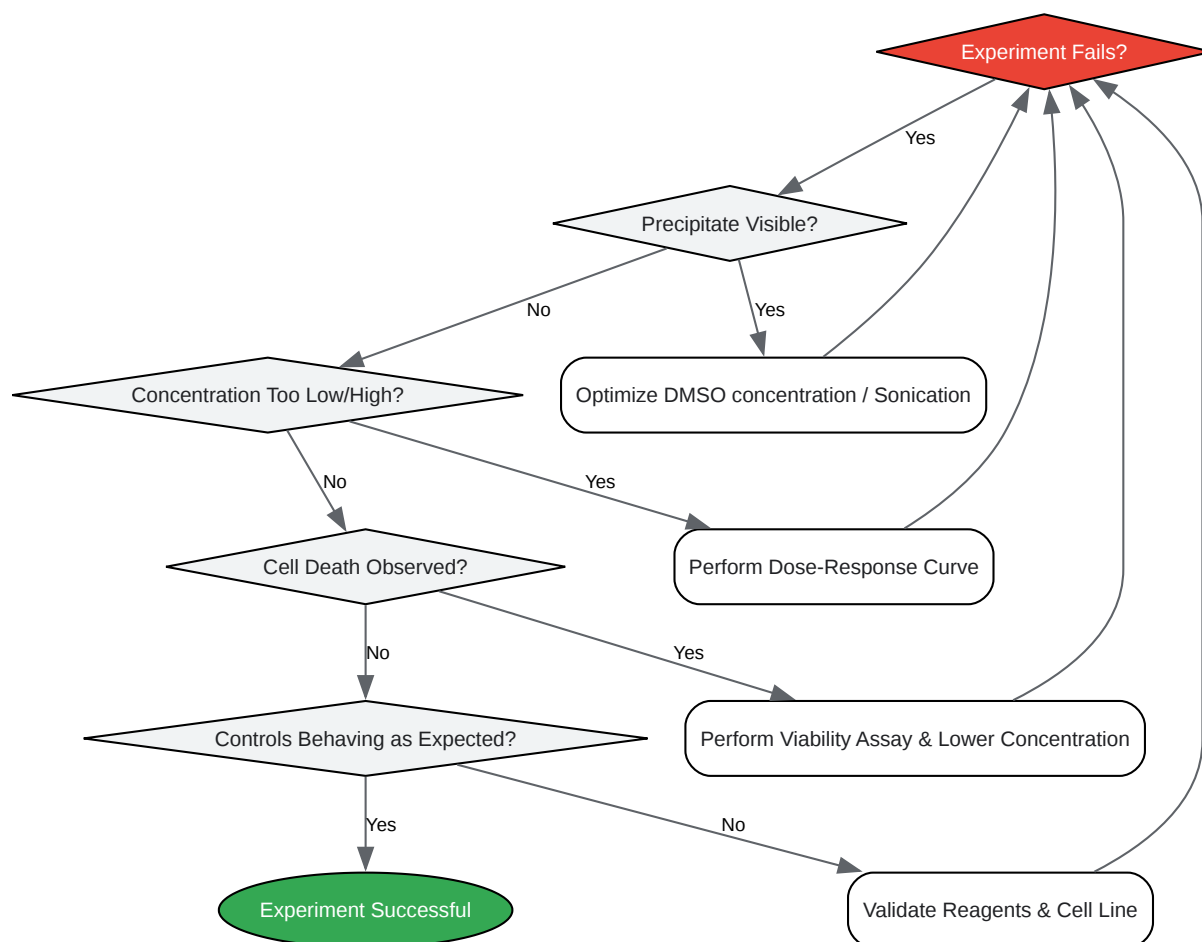 Experiment Fails?
Yes
Precipitate Visible?
No
Yes
Concentration Too Low/High?
Optimize DMSO concentration / Sonication
No
Yes
Cell Death Observed?
Perform Dose-Response Curve
No
Yes
Controls Behaving as Expected?
Perform Viability Assay & Lower Concentration
Yes
No
Experiment Successful
Validate Reagents & Cell Line